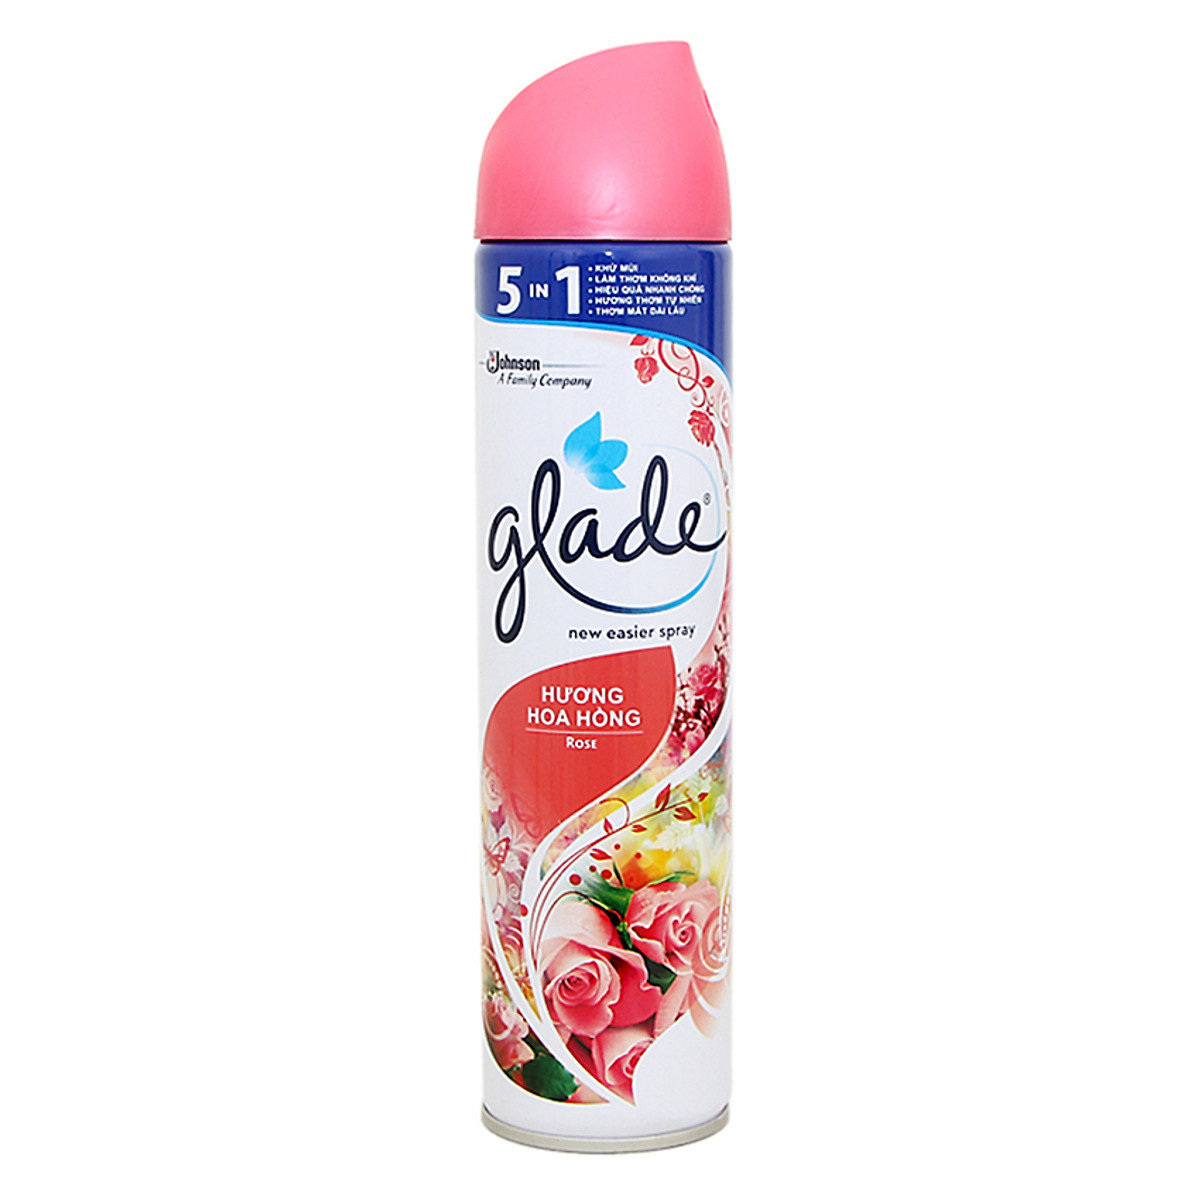 5 IN 1
• KHỬ MÙI
• LÀM THƠM KHÔNG KHÍ
• HIỆU QUẢ NHANH CHÓNG
• HƯƠNG THƠM TỰ NHIÊN
• THƠM MÁT DÀI LÂU
Johnson
A Family Company
glade®
new easier spray
HƯƠNG
HOA HỒNG
ROSE